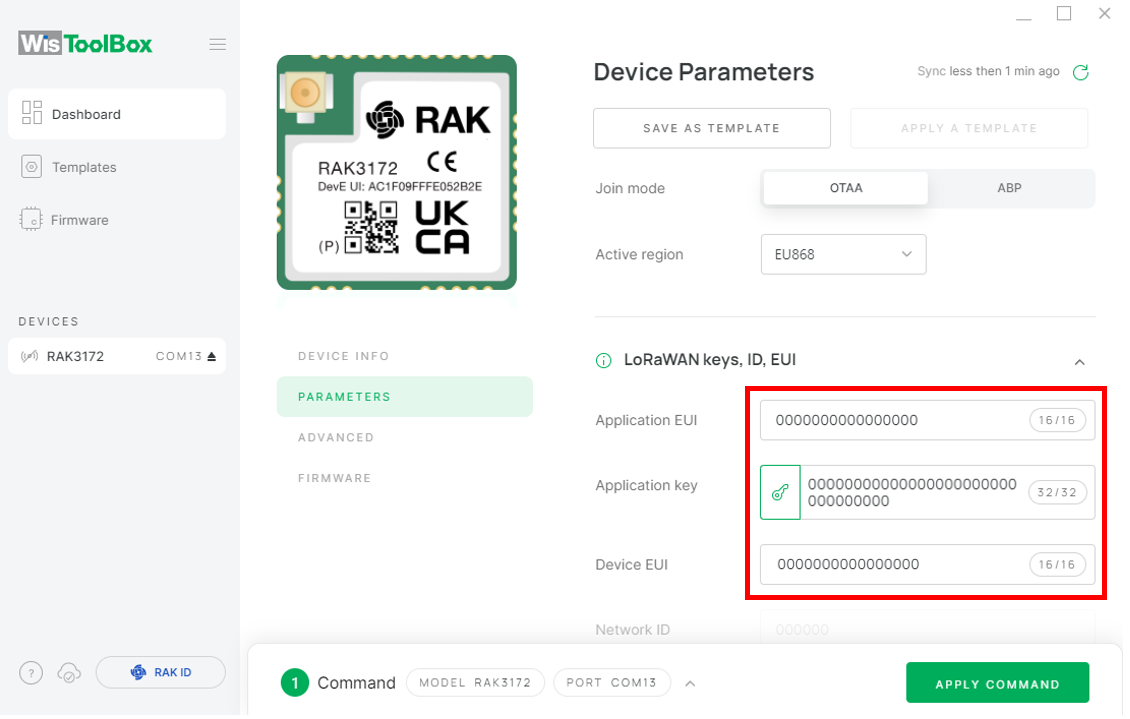 WisToolBox
Dashboard
Templates
Firmware
DEVICES
RAK3172 COM13
?
RAK ID
RAK
RAK3172
DevE UI: AC1F09FFFE052B2E
(P)
UK
CA
DEVICE INFO
PARAMETERS
ADVANCED
FIRMWARE
Device Parameters
Sync less then 1 min ago
SAVE AS TEMPLATE
APPLY A TEMPLATE
Join mode
OTAA
ABP
Active region
EU868
LoRaWAN keys, ID, EUI
Application EUI
0000000000000000
16/16
Application key
00000000000000000000000
000000000
32/32
Device EUI
0000000000000000
16/16
Network ID
000000
1 Command
MODEL RAK3172
PORT COM13
APPLY COMMAND